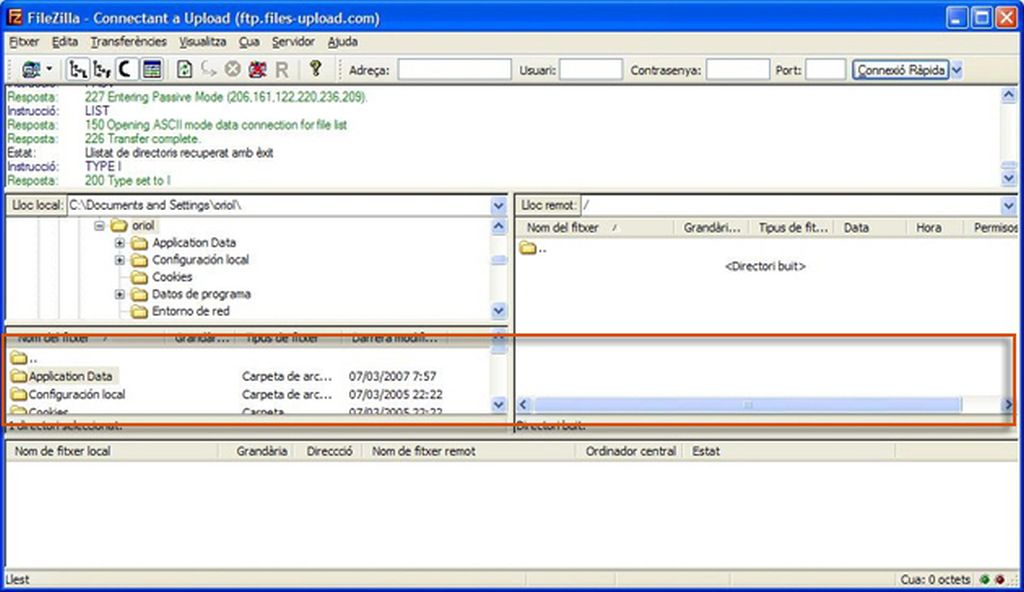 FileZilla - Connectant a Upload (ftp.files-upload.com)
Fitxer Edita Transferències Visualitza Cua Servidor Ajuda
Adreça: Usuari: Contrasenya: Port: Connexió Ràpida
Resposta: 227 Entering Passive Mode (206,161,122,220,236,209).
Instrucció: LIST
Resposta: 150 Opening ASCII mode data connection for file list
Resposta: 226 Transfer complete.
Estat: Llistat de directoris recuperat amb èxit
Instrucció: TYPE I
Resposta: 200 Type set to I
Lloc local: C:\Documents and Settings\oriol\
oriol
Application Data
Configuración local
Cookies
Datos de programa
Entorno de red
Nom del fitxer / Grandàr... Tipus de fitxer Darrera modifi...
..
Application Data Carpeta de arc... 07/03/2007 7:57
Configuración local Carpeta de arc... 07/03/2005 22:22
Cookies Carpeta 07/03/2005 22:22
1 directori seleccionat.
Lloc remot: /
Nom del fitxer / Grandàri... Tipus de fit... Data Hora Permisos
..
<Directori buit>
Directori buit.
Nom de fitxer local Grandària Direccció Nom de fitxer remot Ordinador central Estat
Llest Cua: 0 octets